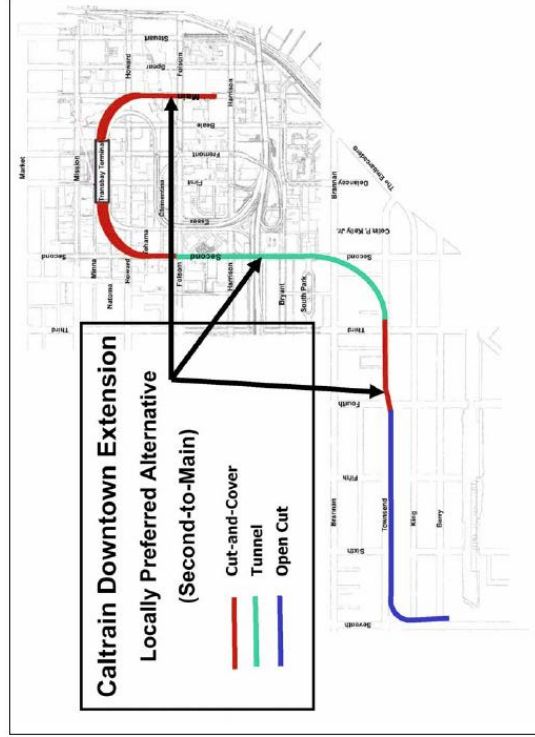 Caltrain Downtown Extension
Locally Preferred Alternative
(Second-to-Main)
Cut-and-Cover
Tunnel
Open Cut
Market
Mission
Howard
Folsom
Harrison
Stuart
Spear
Main
Beale
Fremont
First
Essex
Clementina
Transbay Terminal
Second
Second
Second
Minna
Natoma
Howard
Tehama
Folsom
Harrison
Bryant
South Park
Brannan
Delancey
The Embarcadero
Colin P. Kelly Jr.
Third
Third
Fourth
Fifth
Sixth
Seventh
Brannan
Townsend
King
Berry